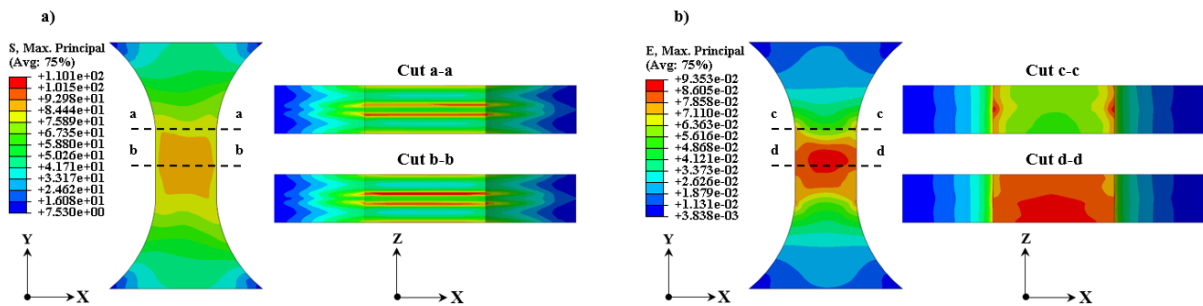 a)
S, Max. Principal
(Avg: 75%)
+1.101e+02
+1.015e+02
+9.298e+01
+8.444e+01
+7.589e+01
+6.735e+01
+5.880e+01
+5.026e+01
+4.171e+01
+3.317e+01
+2.462e+01
+1.608e+01
+7.530e+00
a a
b b
Cut a-a
Cut b-b
Y
X
Z
X
b)
E, Max. Principal
(Avg: 75%)
+9.353e-02
+8.605e-02
+7.858e-02
+7.110e-02
+6.363e-02
+5.616e-02
+4.868e-02
+4.121e-02
+3.373e-02
+2.626e-02
+1.879e-02
+1.131e-02
+3.838e-03
c c
d d
Cut c-c
Cut d-d
Y
X
Z
X